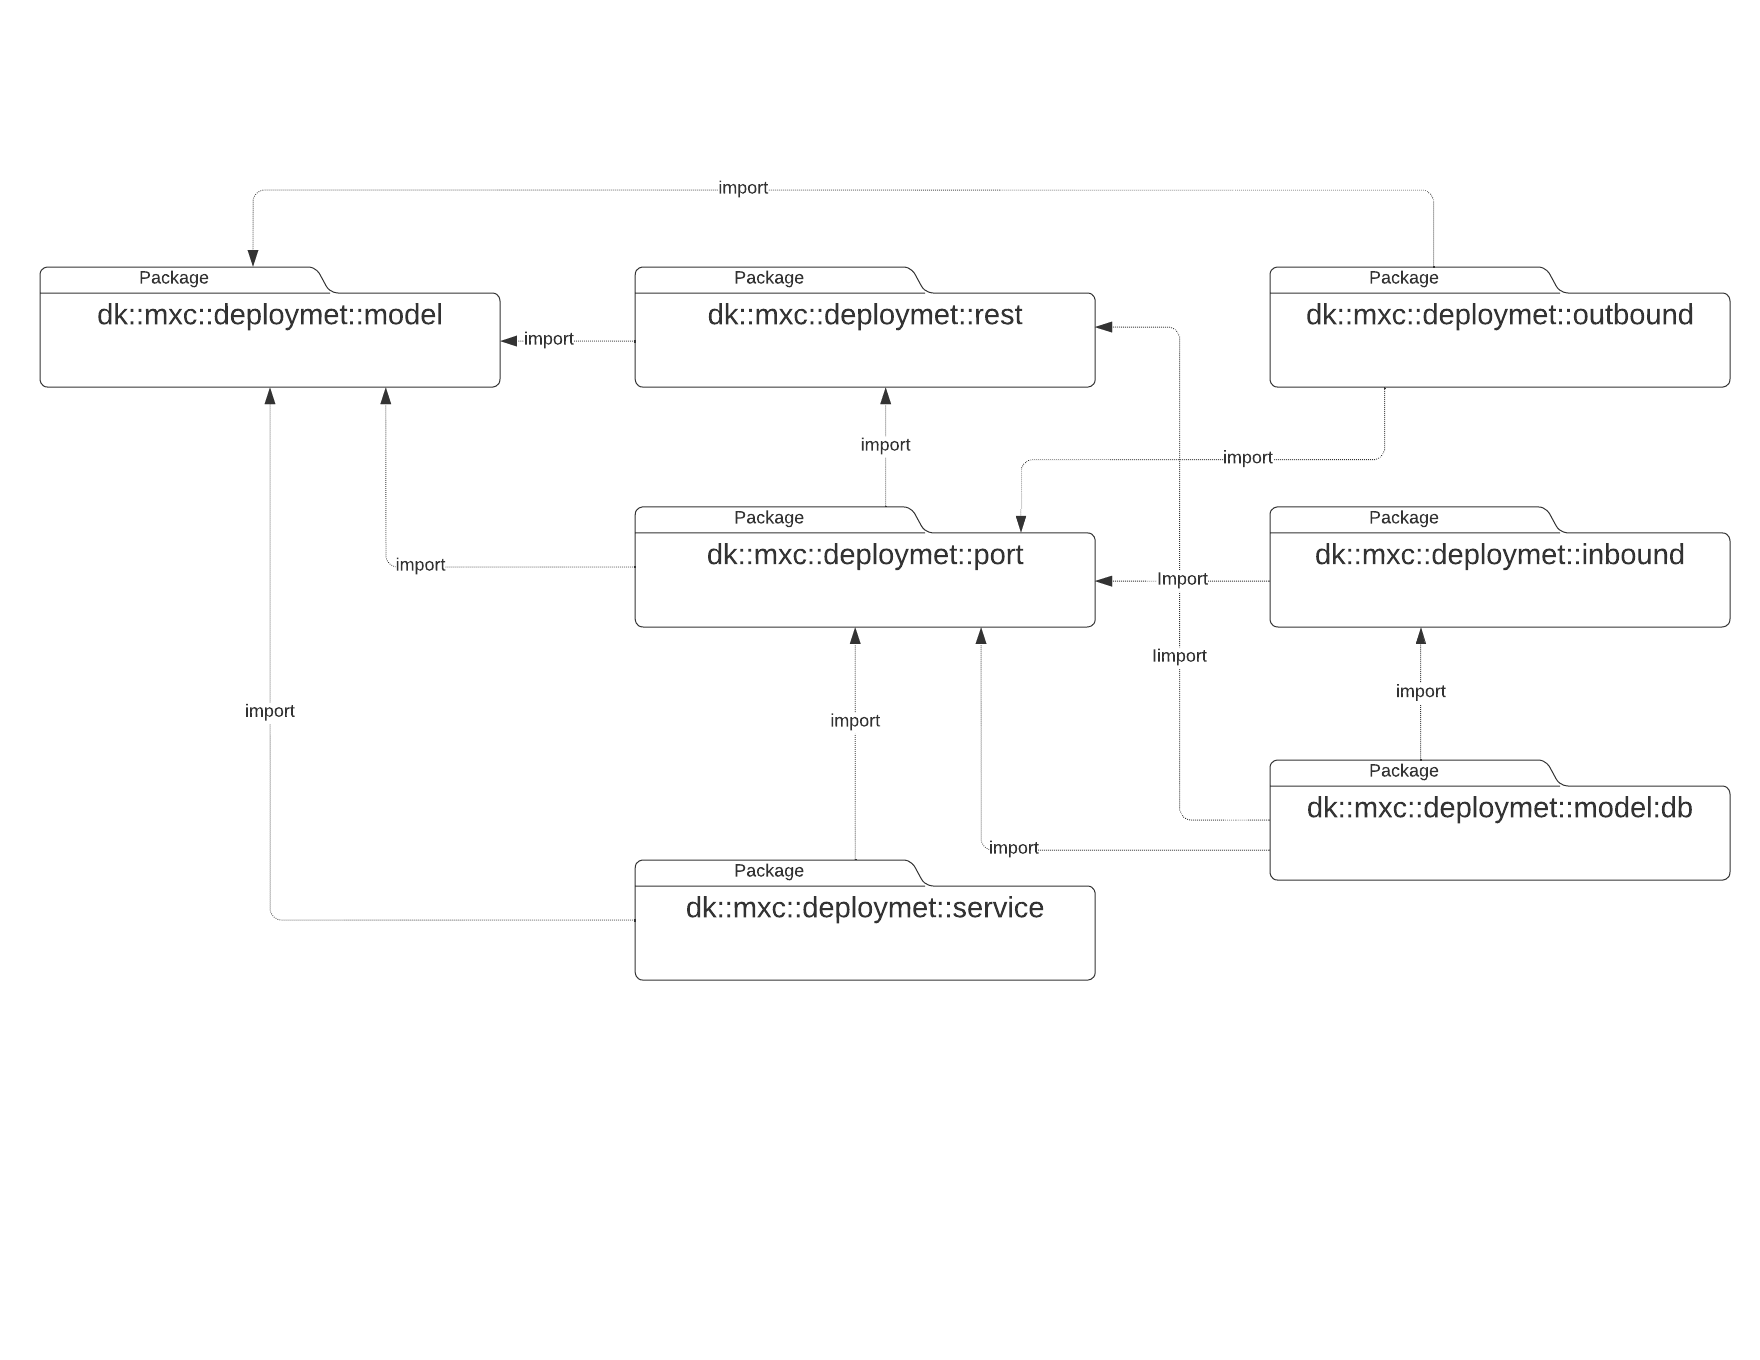 import
Package
dk::mxc::deploymet::model
Package
dk::mxc::deploymet::rest
Package
dk::mxc::deploymet::outbound
import
import
import
Package
dk::mxc::deploymet::port
Package
dk::mxc::deploymet::inbound
import
Import
Iimport
import
import
import
Package
dk::mxc::deploymet::model:db
import
Package
dk::mxc::deploymet::service